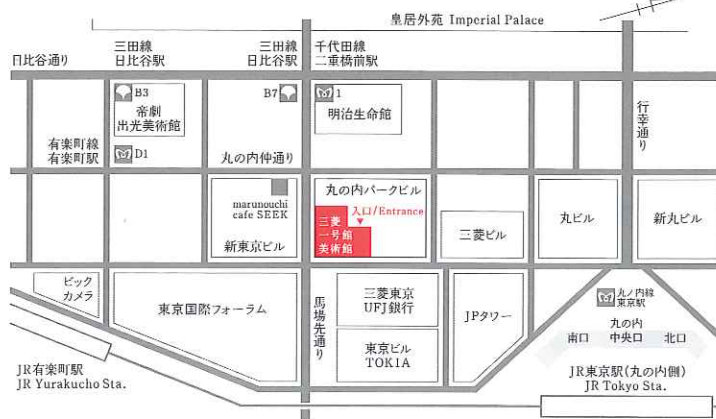 皇居外苑 Imperial Palace
日比谷通り
三田線
日比谷駅
三田線
日比谷駅
千代田線
二重橋前駅
B3
帝劇
出光美術館
B7
1
明治生命館
行幸通り
有楽町線
有楽町駅
D1
丸の内仲通り
marunouchi
cafe SEEK
新東京ビル
丸の内パークビル
入口/Entrance
三菱
一号館
美術館
三菱ビル
丸ビル
新丸ビル
ビック
カメラ
東京国際フォーラム
馬場先通り
三菱東京
UFJ銀行
東京ビル
TOKIA
JPタワー
丸ノ内線
東京駅
丸の内
南口 中央口 北口
JR有楽町駅
JR Yurakucho Sta.
JR東京駅(丸の内側)
JR Tokyo Sta.